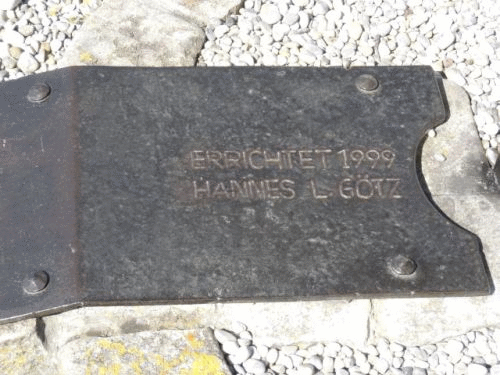 ERRICHTET 1999
HANNES L. GÖTZ